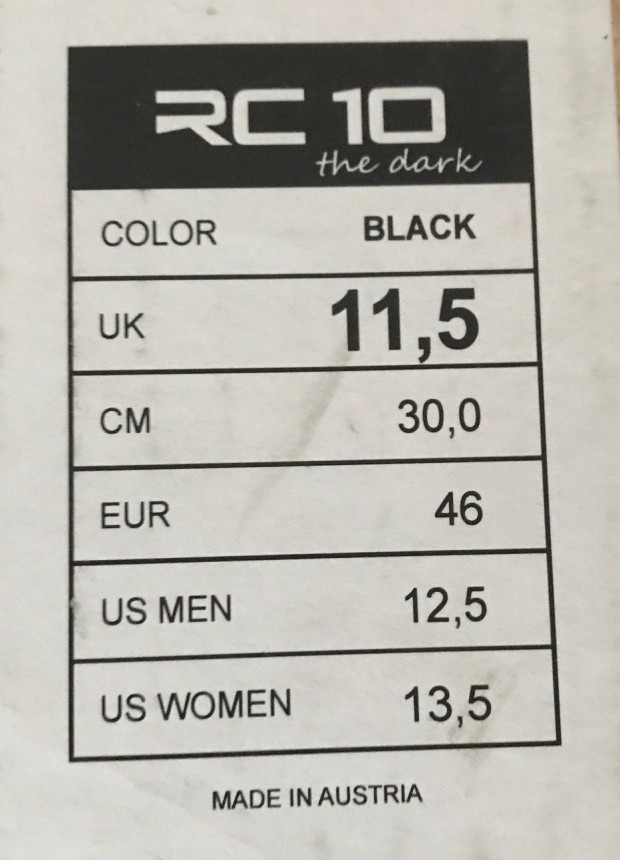 RC 10
the dark
COLOR BLACK
UK 11,5
CM 30,0
EUR 46
US MEN 12,5
US WOMEN 13,5
MADE IN AUSTRIA